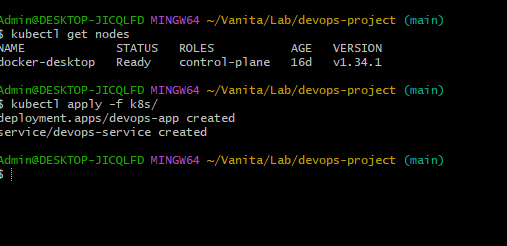 Admin@DESKTOP-JICQLFD MINGW64 ~/Vanita/Lab/devops-project (main)
$ kubectl get nodes
NAME STATUS ROLES AGE VERSION
docker-desktop Ready control-plane 16d v1.34.1
Admin@DESKTOP-JICQLFD MINGW64 ~/Vanita/Lab/devops-project (main)
$ kubectl apply -f k8s/
deployment.apps/devops-app created
service/devops-service created
Admin@DESKTOP-JICQLFD MINGW64 ~/Vanita/Lab/devops-project (main)
$